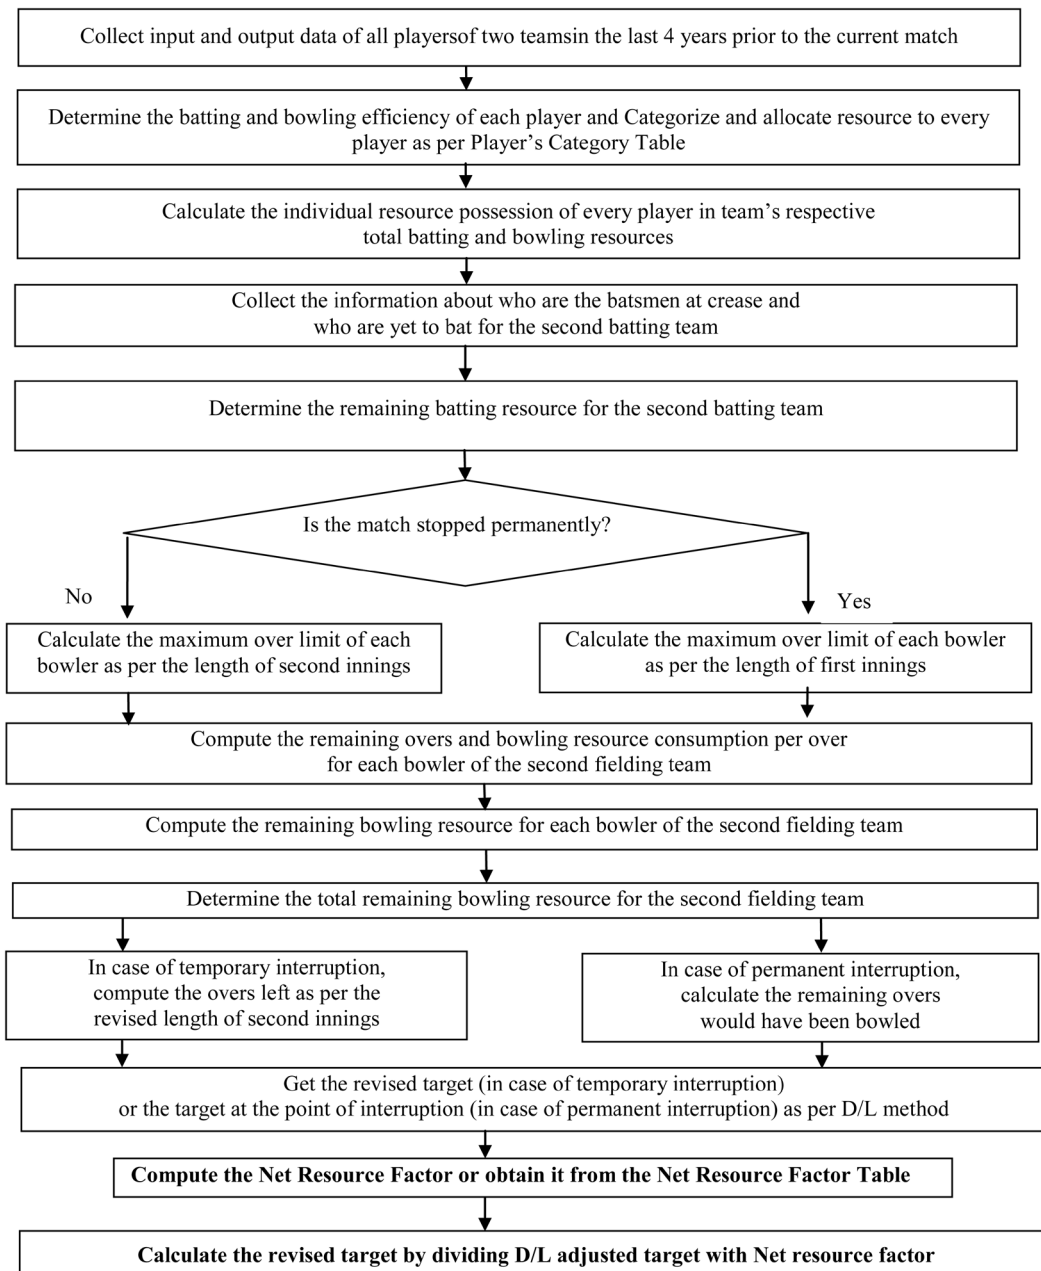 Collect input and output data of all playersof two teamsin the last 4 years prior to the current match
Determine the batting and bowling efficiency of each player and Categorize and allocate resource to every
player as per Player's Category Table
Calculate the individual resource possession of every player in team's respective
total batting and bowling resources
Collect the information about who are the batsmen at crease and
who are yet to bat for the second batting team
Determine the remaining batting resource for the second batting team
Is the match stopped permanently?
No
Yes
Calculate the maximum over limit of each
bowler as per the length of second innings
Calculate the maximum over limit of each bowler
as per the length of first innings
Compute the remaining overs and bowling resource consumption per over
for each bowler of the second fielding team
Compute the remaining bowling resource for each bowler of the second fielding team
Determine the total remaining bowling resource for the second fielding team
In case of temporary interruption,
compute the overs left as per the
revised length of second innings
In case of permanent interruption,
calculate the remaining overs
would have been bowled
Get the revised target (in case of temporary interruption)
or the target at the point of interruption (in case of permanent interruption) as per D/L method
Compute the Net Resource Factor or obtain it from the Net Resource Factor Table
Calculate the revised target by dividing D/L adjusted target with Net resource factor